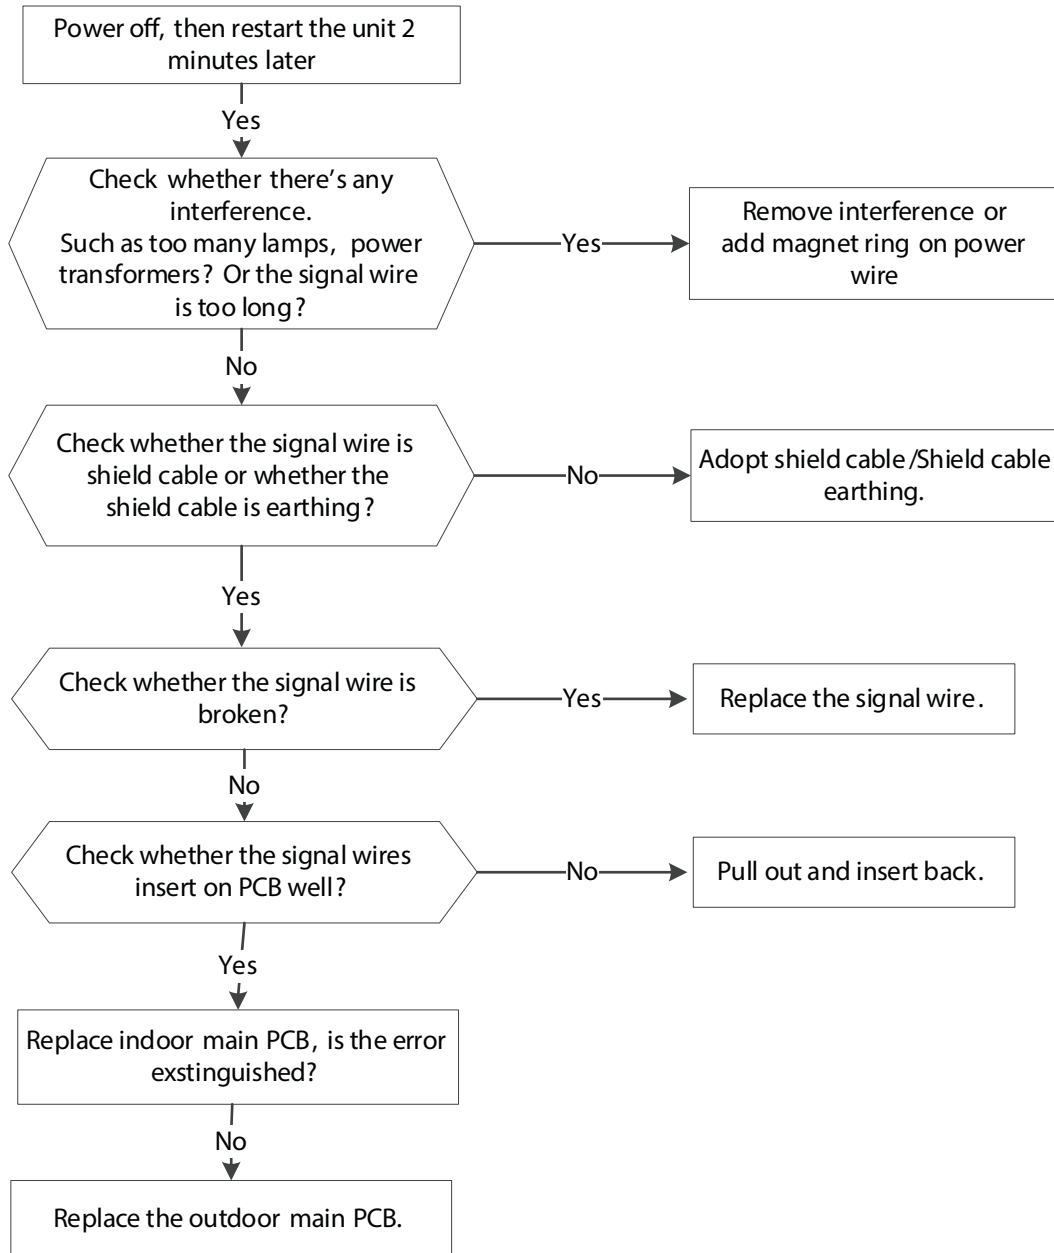 Power off, then restart the unit 2
minutes later
Yes
Check whether there's any
interference.
Such as too many lamps, power
transformers? Or the signal wire
is too long?
Yes
Remove interference or
add magnet ring on power
wire
No
Check whether the signal wire is
shield cable or whether the
shield cable is earthing?
No
Adopt shield cable/Shield cable
earthing.
Yes
Check whether the signal wire is
broken?
Yes
Replace the signal wire.
No
Check whether the signal wires
insert on PCB well?
No
Pull out and insert back.
Yes
Replace indoor main PCB, is the error
exstinguished?
No
Replace the outdoor main PCB.